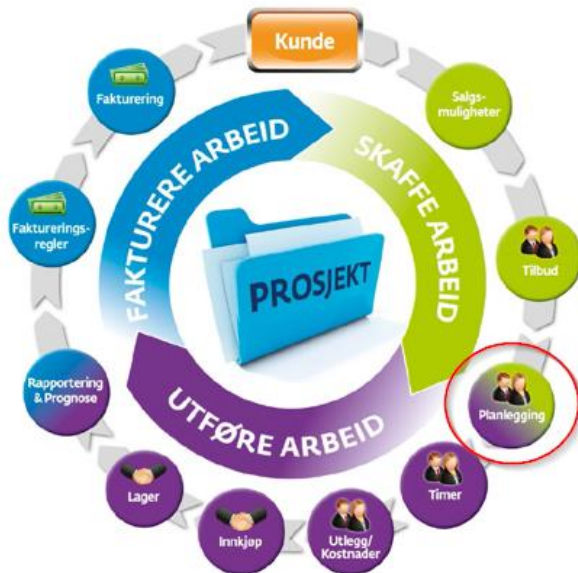 Kunde
Salgs-
muligheter
Tilbud
Planlegging
Timer
Utlegg/
Kostnader
Innkjøp
Lager
Rapportering
& Prognose
Fakturerings-
regler
Fakturering
SKAFFE ARBEID
UTFØRE ARBEID
FAKTURERE ARBEID
PROSJEKT